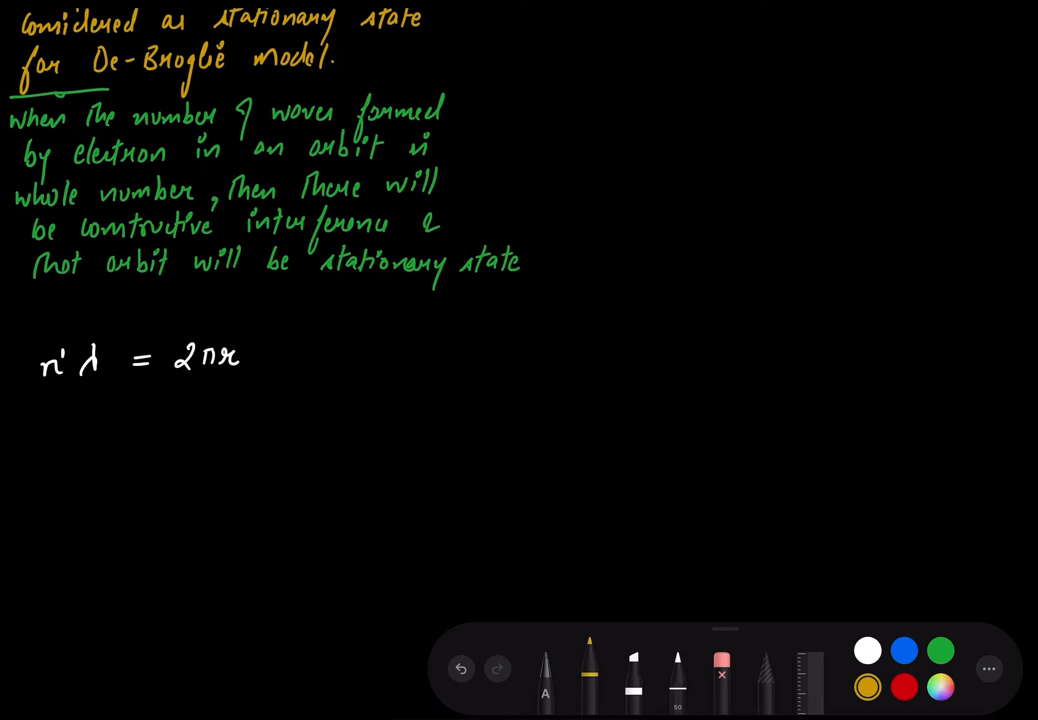 Considered as stationary state
for De-Broglie Model.
When the number of waves formed
by electron in an orbit is
whole number, then there will
be constructive interference &
that orbit will be stationary state
n' λ = 2πr
A
50